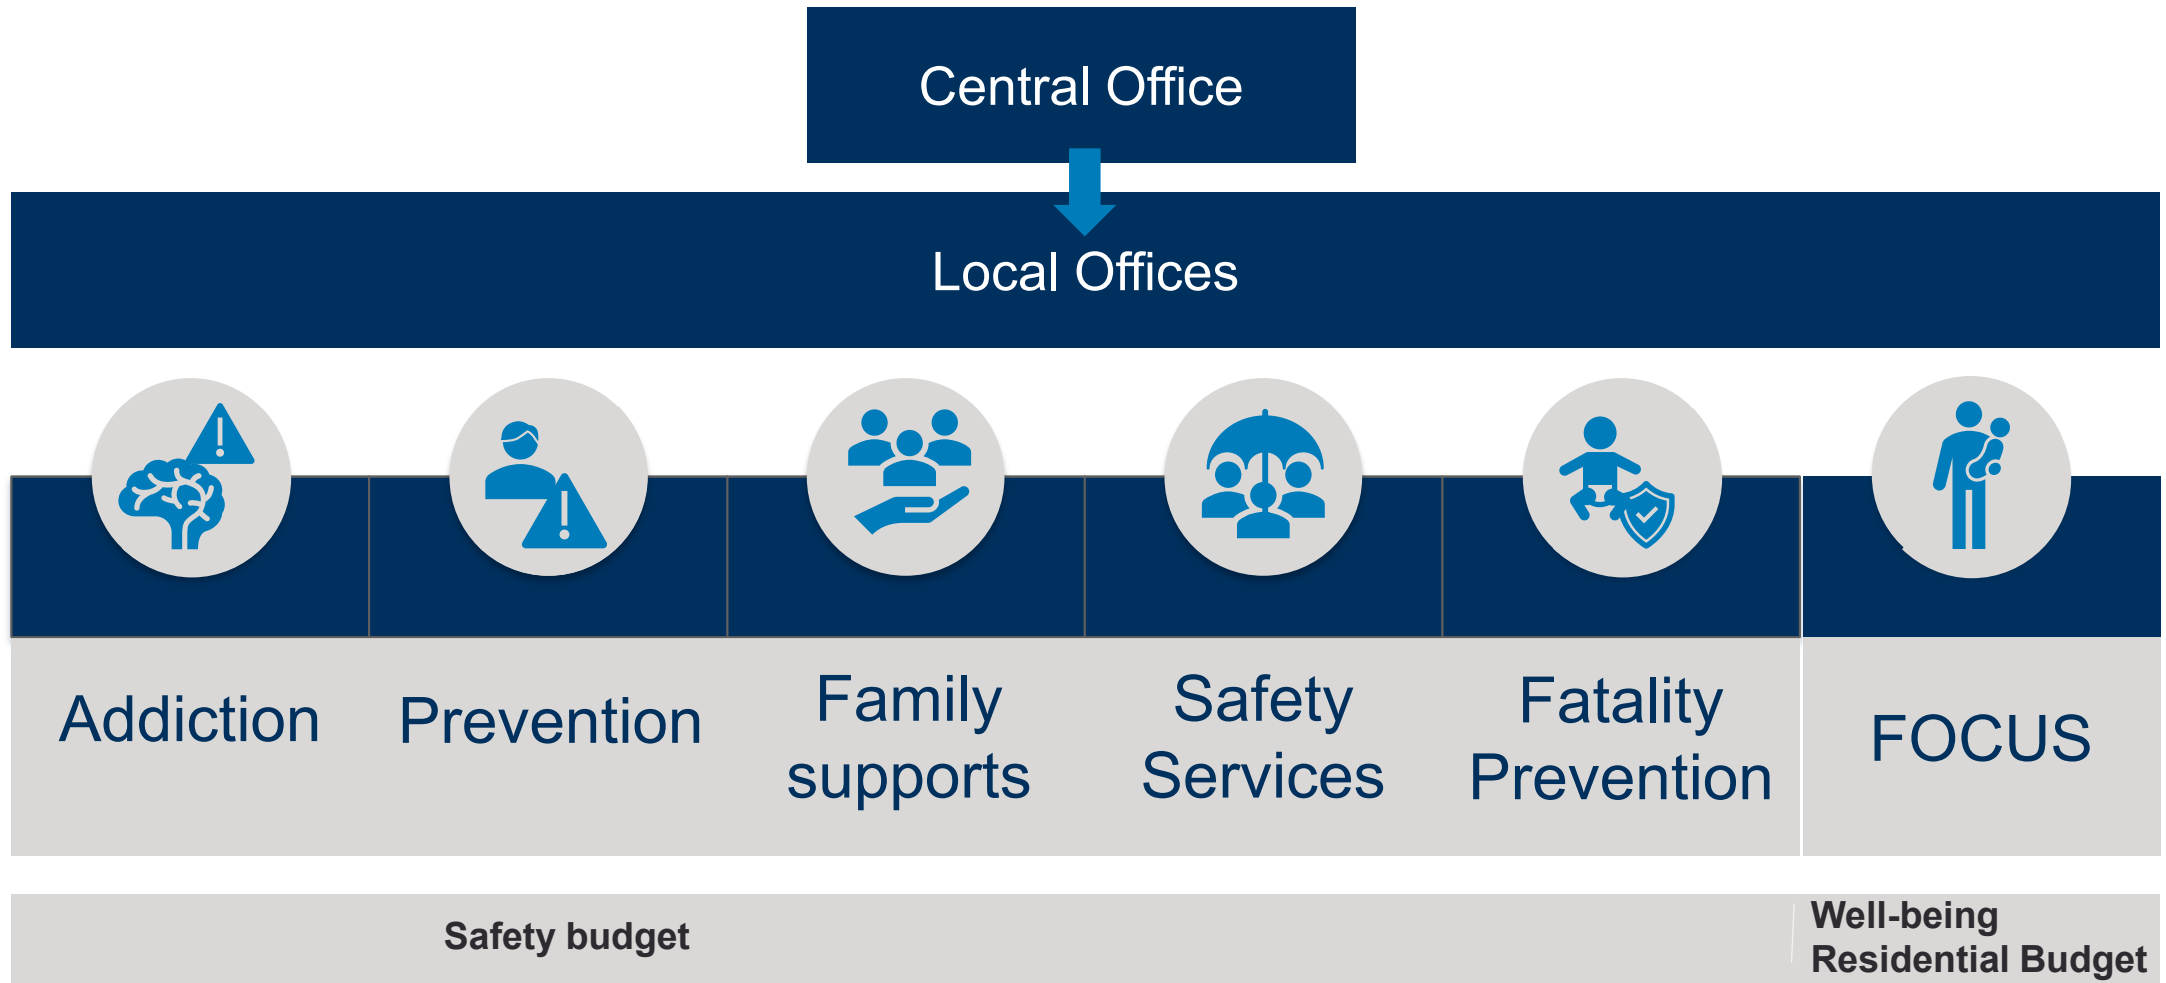 Central Office
Local Offices
Addiction
Prevention
Family
supports
Safety
Services
Fatality
Prevention
FOCUS
Safety budget
Well-being
Residential Budget